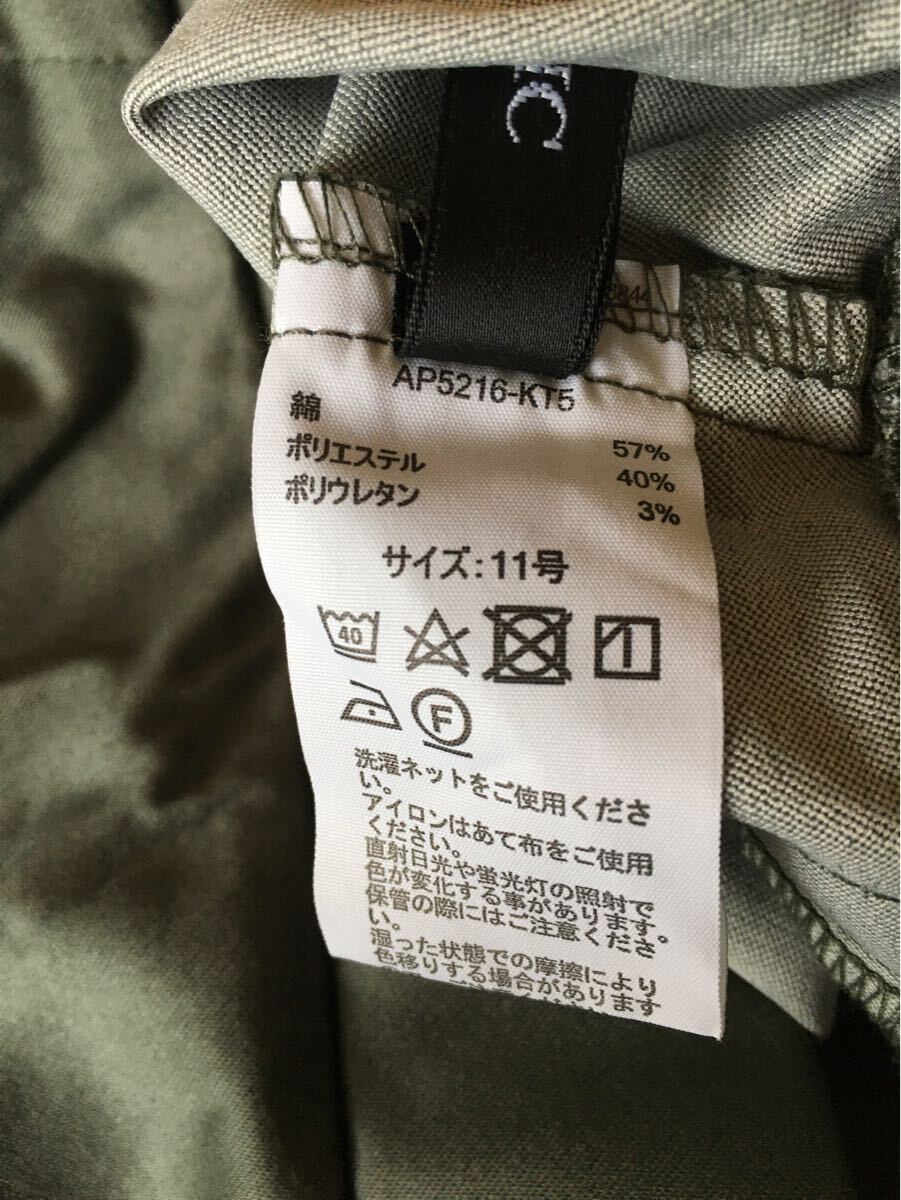 AP5216-KT5
綿 57%
ポリエステル 40%
ポリウレタン 3%
サイズ:11号
40
F
洗濯ネットをご使用くださ
い。
アイロンはあて布をご使用
ください。
直射日光や蛍光灯の照射で
色が変化する事があります。
保管の際にはご注意くださ
い。
湿った状態での摩擦により
色移りする場合があります